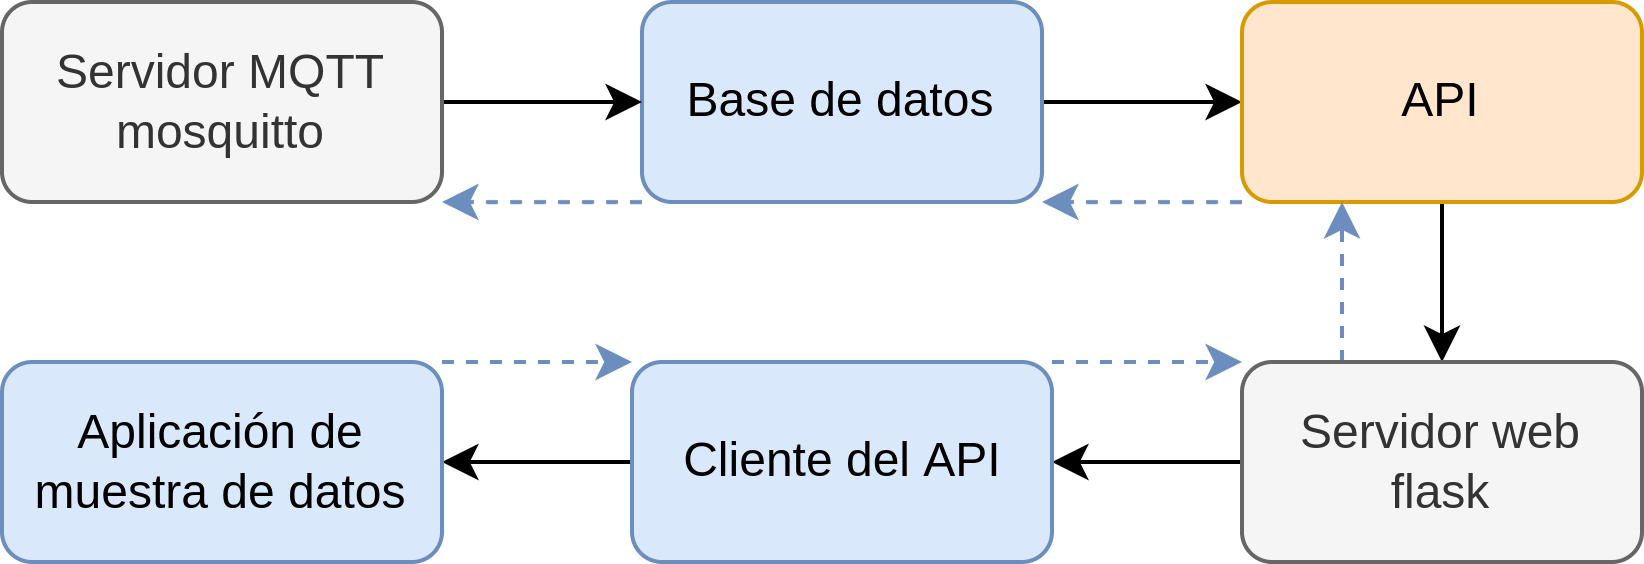 Servidor MQTT
mosquitto
Base de datos
API
Aplicación de
muestra de datos
Cliente del API
Servidor web
flask